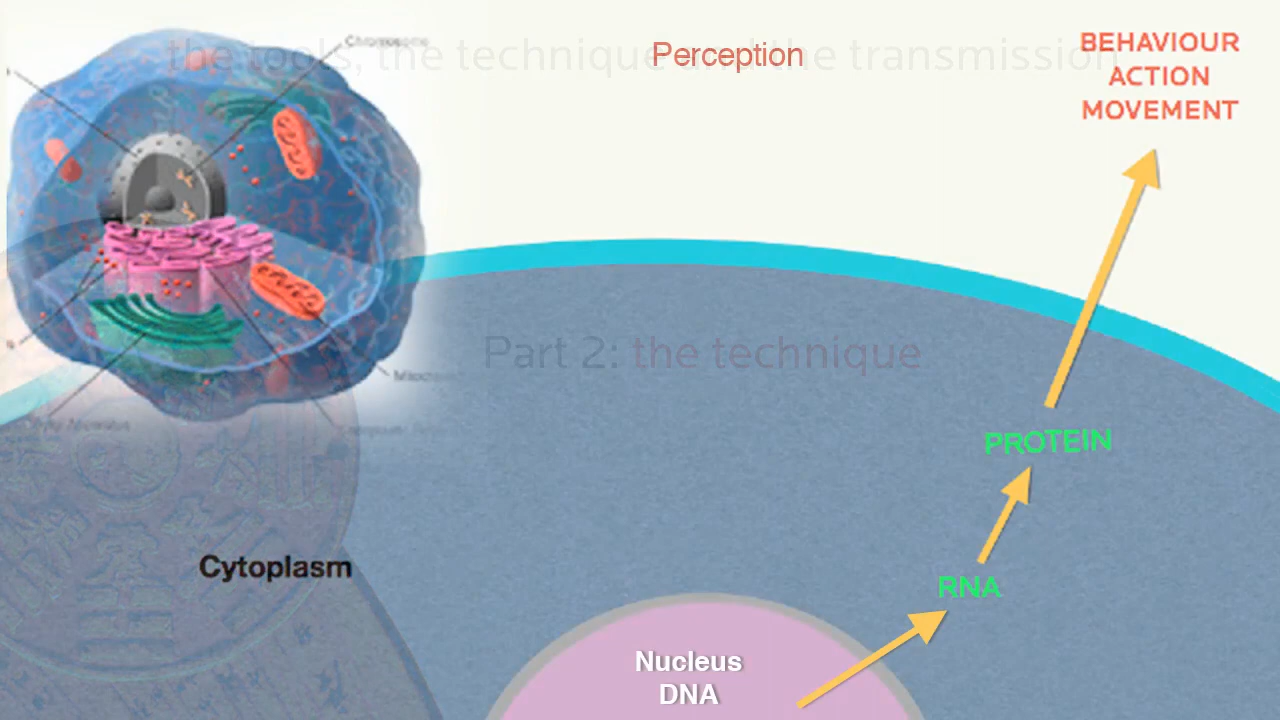 Chromosome
the tools, the technique and the transmission
Perception
BEHAVIOUR
ACTION
MOVEMENT
Part 2: the technique
PROTEIN
Cytoplasm
RNA
Nucleus
DNA